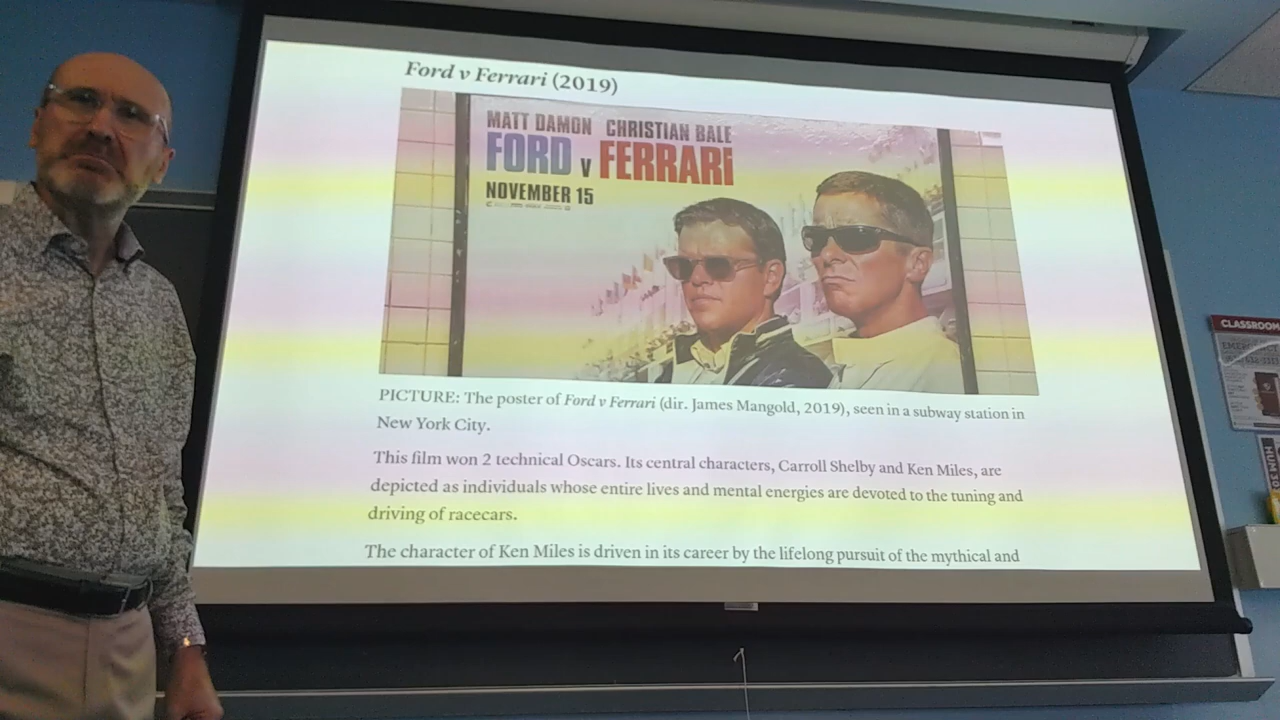 Ford v Ferrari (2019)
MATT DAMON CHRISTIAN BALE
FORD v FERRARI
NOVEMBER 15
PICTURE: The poster of Ford v Ferrari (dir. James Mangold, 2019), seen in a subway station in
New York City.
This film won 2 technical Oscars. Its central characters, Carroll Shelby and Ken Miles, are
depicted as individuals whose entire lives and mental energies are devoted to the tuning and
driving of racecars.
The character of Ken Miles is driven in its career by the lifelong pursuit of the mythical and
CLASSROOM